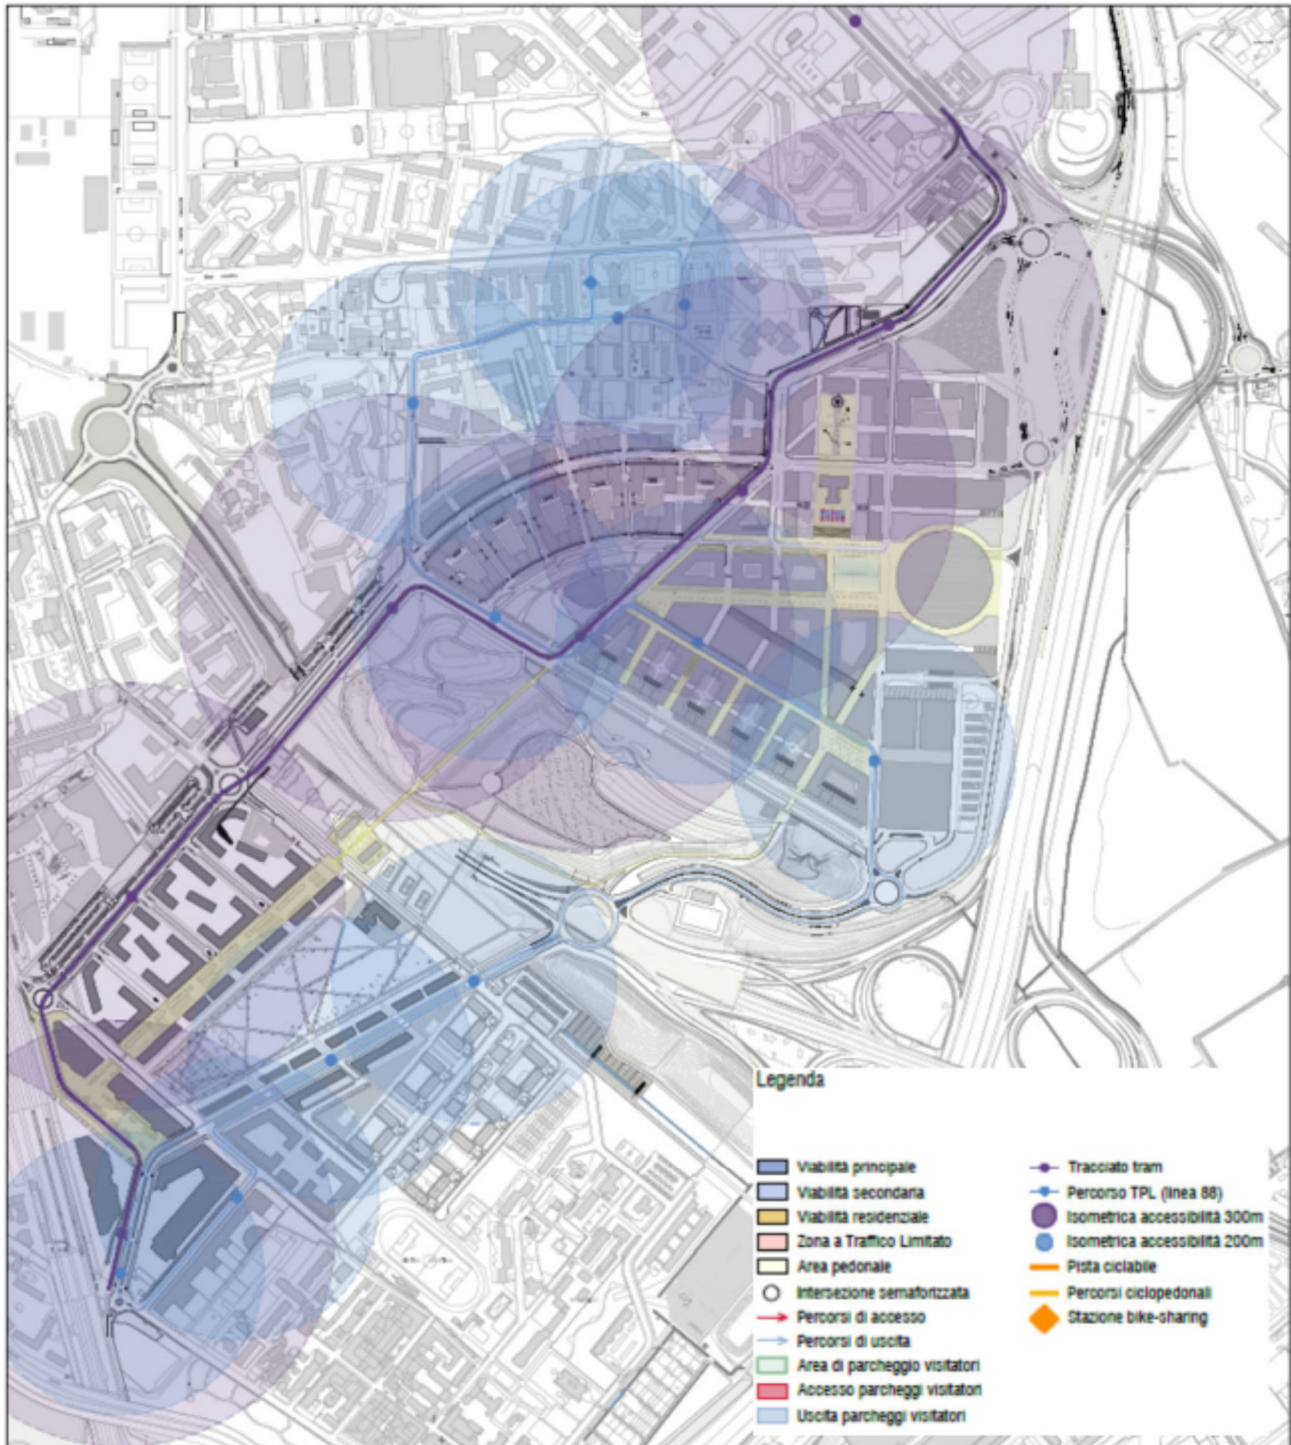 Legenda
Viabilità principale
Viabilità secondaria
Viabilità residenziale
Zona a Traffico Limitato
Area pedonale
Intersezione semaforizzata
Percorsi di accesso
Percorsi di uscita
Area di parcheggio visitatori
Accesso parcheggi visitatori
Uscita parcheggi visitatori
Tracciato tram
Percorso TPL (linea 88)
Isometrica accessibilità 300m
Isometrica accessibilità 200m
Pista ciclabile
Percorsi ciclopedonali
Stazione bike-sharing